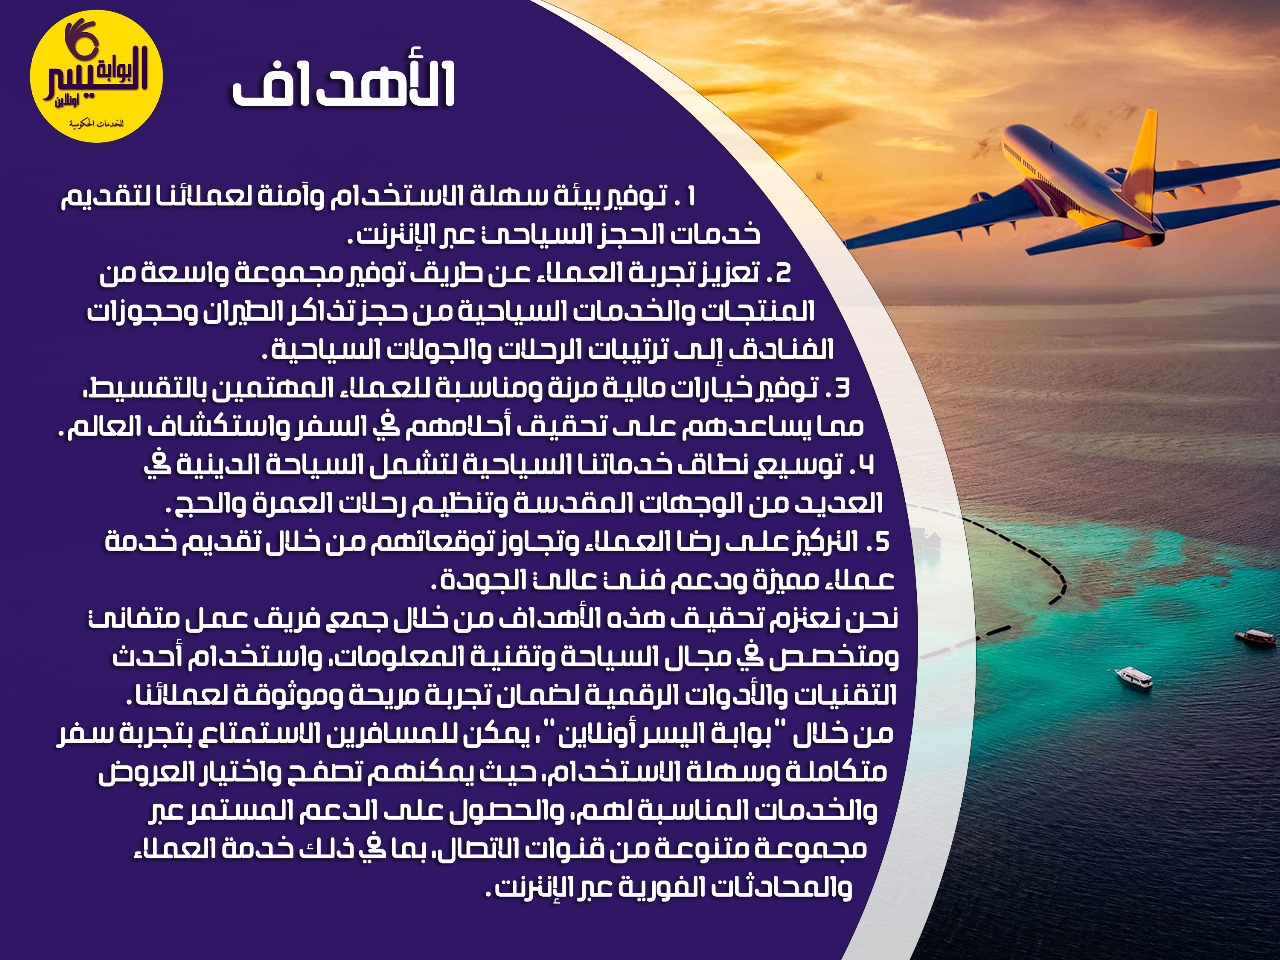 بوابة
اليسر
اونلاين
للخدمات الحكومية
الأهداف
1. توفير بيئة سهلة الاستخدام وآمنة لعملائنا لتقديم
خدمات الحجز السياحي عبر الإنترنت.
2. تعزيز تجربة العملاء عن طريق توفير مجموعة واسعة من
المنتجات والخدمات السياحية من حجز تذاكر الطيران وحجوزات
الفنادق إلى ترتيبات الرحلات والجولات السياحية.
3. توفير خيارات مالية مرنة ومناسبة للعملاء المهتمين بالتقسيط،
مما يساعدهم على تحقيق أحلامهم في السفر واستكشاف العالم.
4. توسيع نطاق خدماتنا السياحية لتشمل السياحة الدينية في
العديد من الوجهات المقدسة وتنظيم رحلات العمرة والحج.
5. التركيز على رضا العملاء وتجاوز توقعاتهم من خلال تقديم خدمة
عملاء مميزة ودعم فني عالي الجودة.
نحن نعتزم تحقيق هذه الأهداف من خلال جمع فريق عمل متفاني
ومتخصص في مجال السياحة وتقنية المعلومات، واستخدام أحدث
التقنيات والأدوات الرقمية لضمان تجربة مريحة وموثوقة لعملائنا.
من خلال "بوابة اليسر أونلاين"، يمكن للمسافرين الاستمتاع بتجربة سفر
متكاملة وسهلة الاستخدام، حيث يمكنهم تصفح واختيار العروض
والخدمات المناسبة لهم، والحصول على الدعم المستمر عبر
مجموعة متنوعة من قنوات الاتصال، بما في ذلك خدمة العملاء
والمحادثات الفورية عبر الإنترنت.